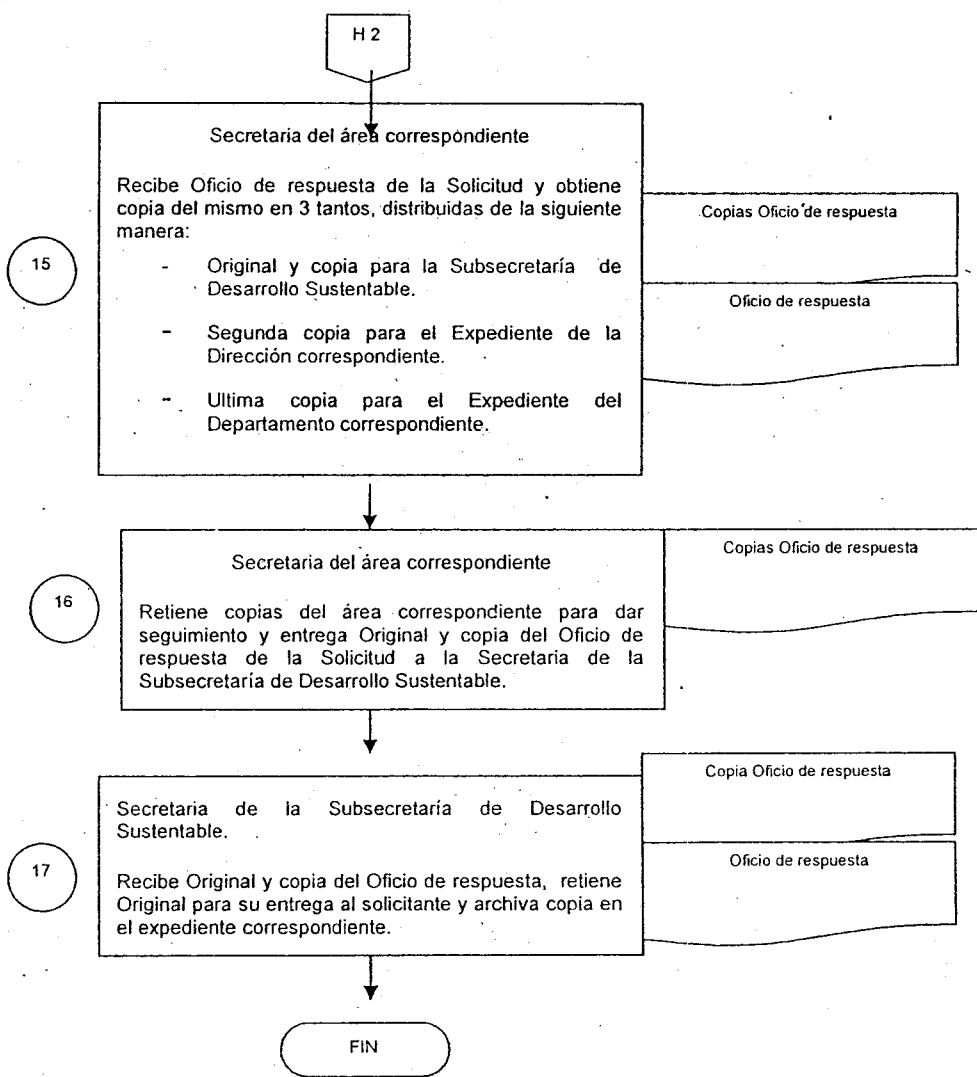 H 2
Secretaria del área correspondiente
Recibe Oficio de respuesta de la Solicitud y obtiene
copia del mismo en 3 tantos, distribuidas de la siguiente
manera:
- Original y copia para la Subsecretaría de
Desarrollo Sustentable.
- Segunda copia para el Expediente de la
Dirección correspondiente.
- Ultima copia para el Expediente del
Departamento correspondiente.
15
Copias Oficio de respuesta
Oficio de respuesta
Secretaria del área correspondiente
Retiene copias del área correspondiente para dar
seguimiento y entrega Original y copia del Oficio de
respuesta de la Solicitud a la Secretaria de la
Subsecretaría de Desarrollo Sustentable.
16
Copias Oficio de respuesta
Secretaria de la Subsecretaría de Desarrollo
Sustentable.
Recibe Original y copia del Oficio de respuesta, retiene
Original para su entrega al solicitante y archiva copia en
el expediente correspondiente.
17
Copia Oficio de respuesta
Oficio de respuesta
FIN